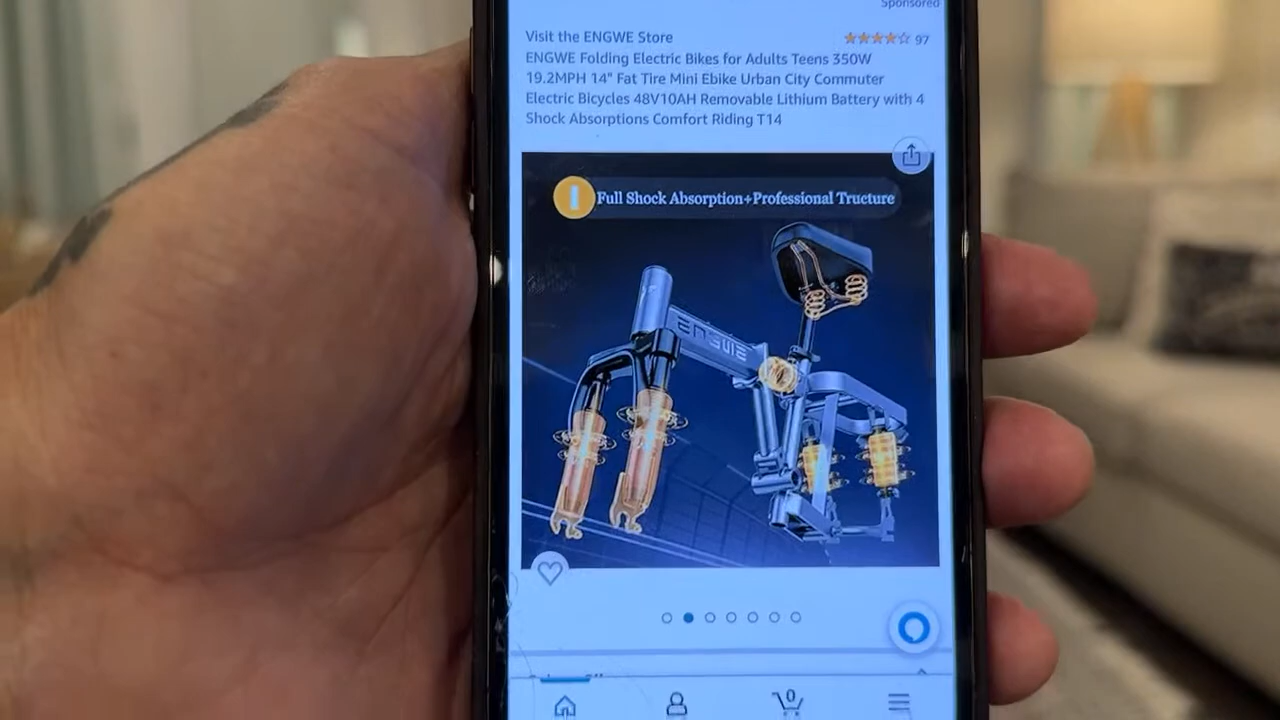 Sponsored
Visit the ENGWE Store
97
ENGWE Folding Electric Bikes for Adults Teens 350W
19.2MPH 14" Fat Tire Mini Ebike Urban City Commuter
Electric Bicycles 48V10AH Removable Lithium Battery with 4
Shock Absorptions Comfort Riding T14
1 Full Shock Absorption+Professional Tructure
ENGWE
0